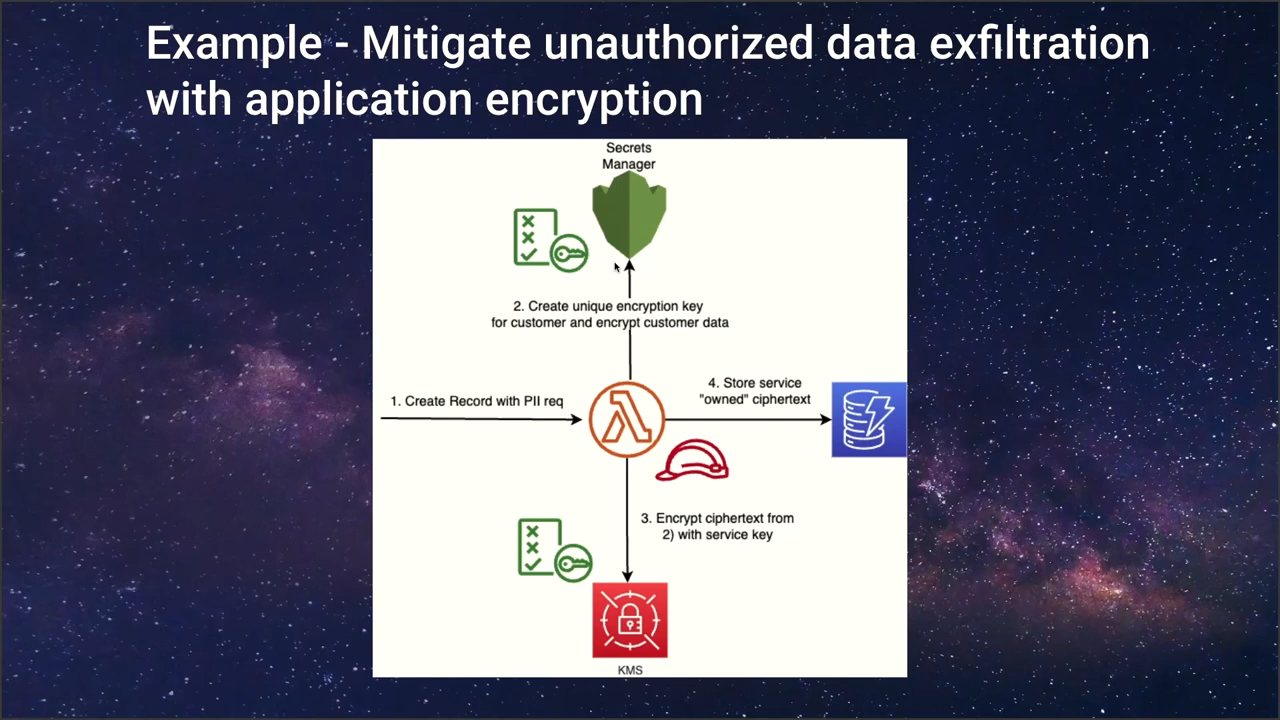 Example - Mitigate unauthorized data exfiltration
with application encryption
Secrets
Manager
2. Create unique encryption key
for customer and encrypt customer data
1. Create Record with PII req
4. Store service
"owned" ciphertext
3. Encrypt ciphertext from
2) with service key
KMS